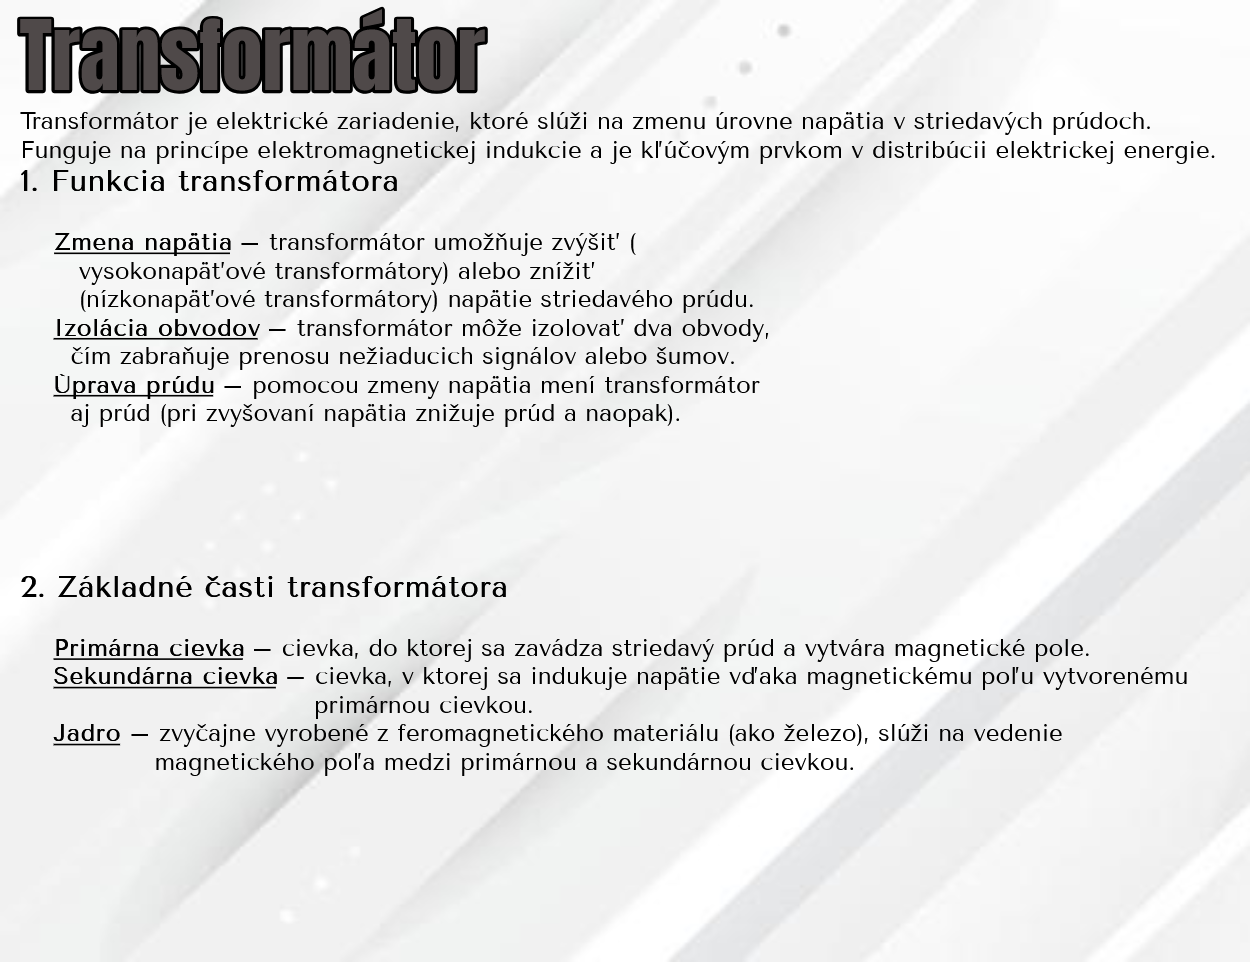 Transformátor
Transformátor je elektrické zariadenie, ktoré slúži na zmenu úrovne napätia v striedavých prúdoch.
Funguje na princípe elektromagnetickej indukcie a je kľúčovým prvkom v distribúcii elektrickej energie.
1. Funkcia transformátora
Zmena napätia – transformátor umožňuje zvýšiť (
vysokonapäťové transformátory) alebo znížiť
(nízkonapäťové transformátory) napätie striedavého prúdu.
Izolácia obvodov – transformátor môže izolovať dva obvody,
čím zabraňuje prenosu nežiaducich signálov alebo šumov.
Ùprava prúdu – pomocou zmeny napätia mení transformátor
aj prúd (pri zvyšovaní napätia znižuje prúd a naopak).
2. Základné časti transformátora
Primárna cievka – cievka, do ktorej sa zavádza striedavý prúd a vytvára magnetické pole.
Sekundárna cievka – cievka, v ktorej sa indukuje napätie vďaka magnetickému poľu vytvorenému
primárnou cievkou.
Jadro – zvyčajne vyrobené z feromagnetického materiálu (ako železo), slúži na vedenie
magnetického poľa medzi primárnou a sekundárnou cievkou.